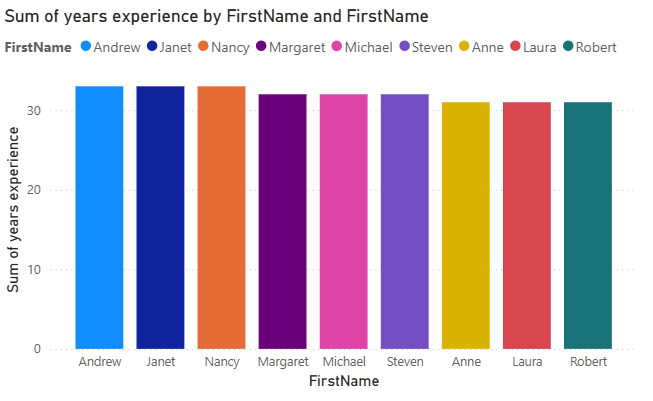 Sum of years experience by FirstName and FirstName
FirstName Andrew Janet Nancy Margaret Michael Steven Anne Laura Robert
30
20
10
0
Sum of years experience
Andrew Janet Nancy Margaret Michael Steven Anne Laura Robert
FirstName